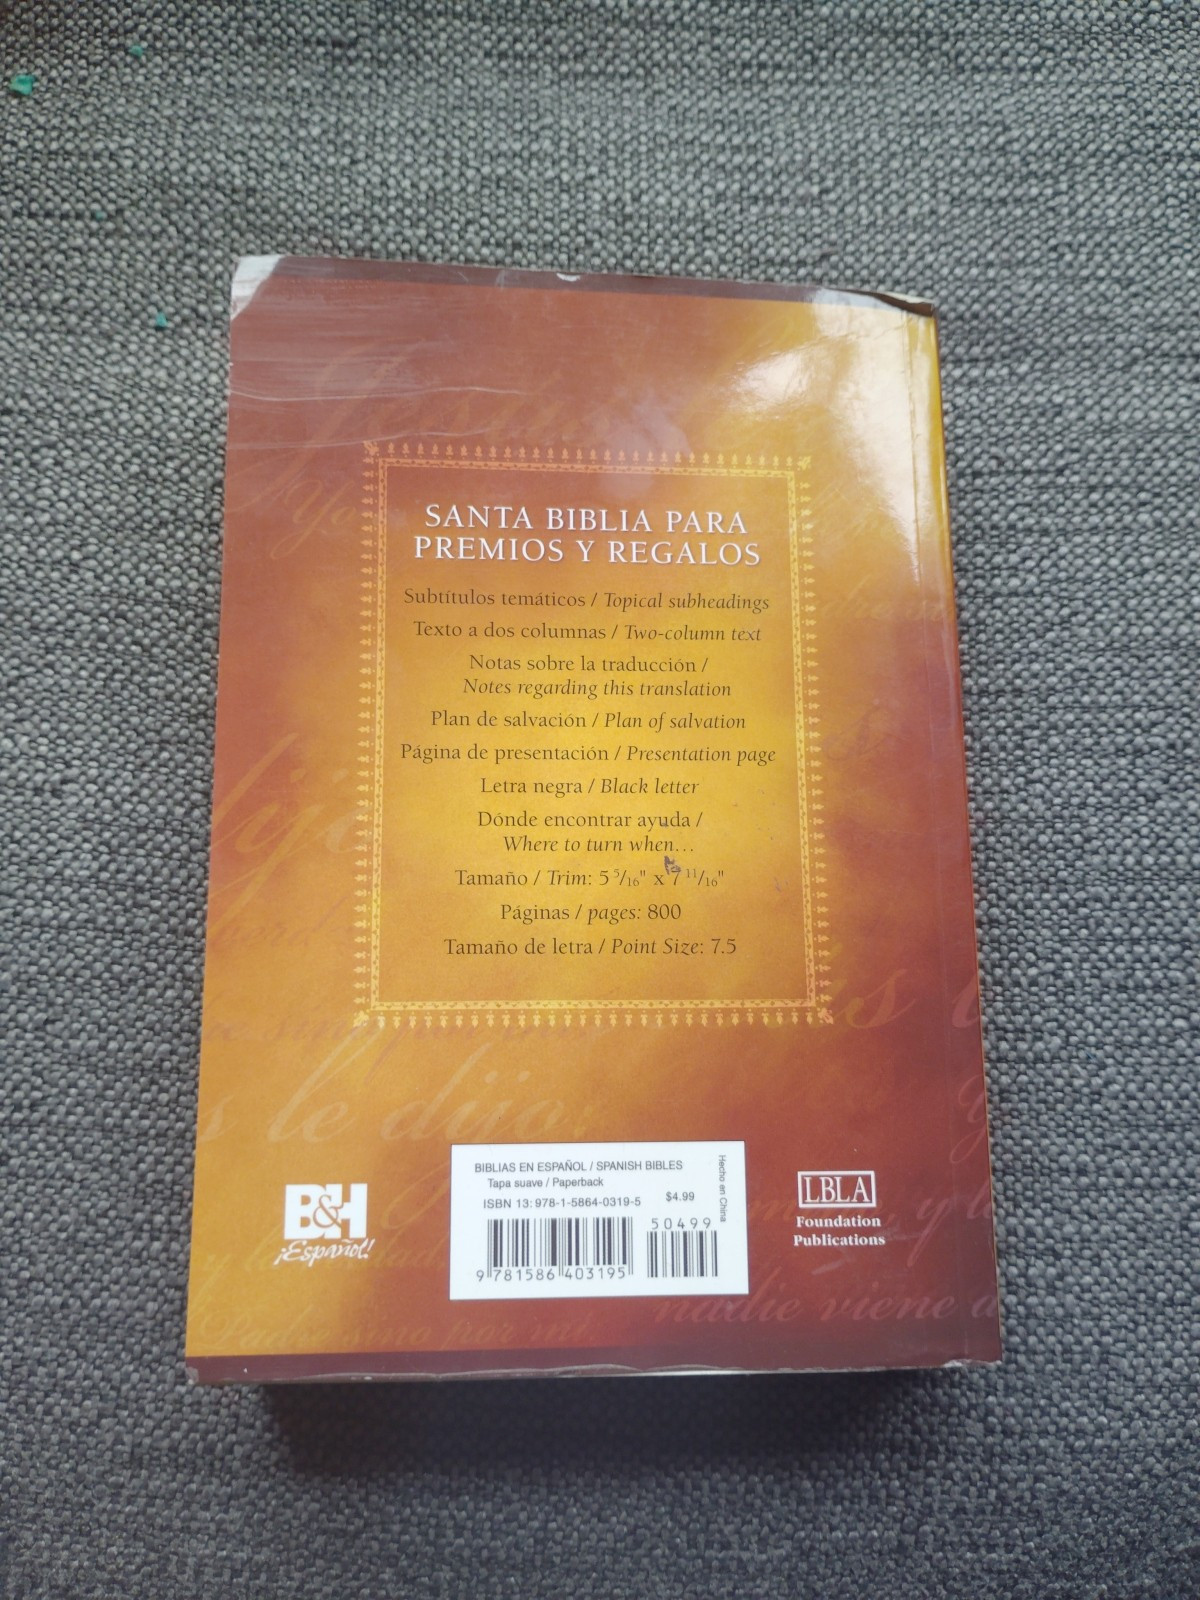 SANTA BIBLIA PARA
PREMIOS Y REGALOS
Subtítulos temáticos / Topical subheadings
Texto a dos columnas / Two-column text
Notas sobre la traducción /
Notes regarding this translation
Plan de salvación / Plan of salvation
Página de presentación / Presentation page
Letra negra / Black letter
Dónde encontrar ayuda /
Where to turn when...
Tamaño / Trim: 5 5/16" x 7 11/16"
Páginas / pages: 800
Tamaño de letra / Point Size: 7.5
le dijo:
BIBLIAS EN ESPAÑOL / SPANISH BIBLES
Tapa suave / Paperback
ISBN 13: 978-1-5864-0319-5
$4.99
Hecho en China
50499
9 781586 403195
B&H
¡Español!
LBLA
Foundation
Publications
nadie viene a
Padre sino por mí.